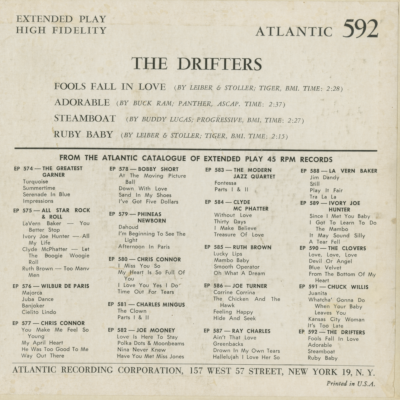 EXTENDED PLAY
HIGH FIDELITY
ATLANTIC 592
THE DRIFTERS
FOOLS FALL IN LOVE (BY LEIBER & STOLLER; TIGER, BMI. TIME: 2:28)
ADORABLE (BY BUCK RAM; PANTHER, ASCAP. TIME: 2:37)
STEAMBOAT (BY BUDDY LUCAS; PROGRESSIVE, BMI. TIME: 2:27)
RUBY BABY (BY LEIBER & STOLLER; TIGER, BMI. TIME: 2:15)
FROM THE ATLANTIC CATALOGUE OF EXTENDED PLAY 45 RPM RECORDS
EP 574—THE GREATEST
GARNER
Turquoise
Summertime
Serenade in Blue
Impressions
EP 575—ALL STAR ROCK
& ROLL
LaVern Baker — You
Better Stop
Ivory Joe Hunter — All
My Life
Clyde McPhatter — Let
The Boogie Woogie
Roll
Ruth Brown — Too Many
Men
EP 576—WILBUR DE PARIS
Majorca
Juba Dance
Banjoker
Cielito Lindo
EP 577—CHRIS CONNOR
You Make Me Feel So
Young
My April Heart
He Was Too Good To Me
Way Out There
EP 578—BOBBY SHORT
At The Moving Picture
Ball
Down With Love
Sand In My Shoes
I've Got Five Dollars
EP 579—PHINEAS
NEWBORN
Dahoud
I'm Beginning To See The
Light
Afternoon In Paris
EP 580—CHRIS CONNOR
I Miss You So
My Heart Is So Full Of
You
I Love You Yes I Do
Time Out For Tears
EP 581—CHARLES MINGUS
The Clown
Parts I & II
EP 582—JOE MOONEY
Love Is Here To Stay
Polka Dots & Moonbeams
Nina Never Knew
Have You Met Miss Jones
EP 583—THE MODERN
JAZZ QUARTET
Fontessa
Parts I & II
EP 584—CLYDE
MC PHATTER
Without Love
Thirty Days
I Make Believe
Treasure Of Love
EP 585—RUTH BROWN
Lucky Lips
Mambo Baby
Smooth Operator
Oh What A Dream
EP 586—JOE TURNER
Corrine Corrina
The Chicken And The
Hawk
Feeling Happy
Hide And Seek
EP 587—RAY CHARLES
Ain't That Love
Greenbacks
Drown In My Own Tears
Hallelujah I Love Her So
EP 588—LA VERN BAKER
Jim Dandy
Still
Play It Fair
Tra La La
EP 589—IVORY JOE
HUNTER
Since I Met You Baby
I Got To Learn To Do
The Mambo
It May Sound Silly
A Tear Fell
EP 590—THE CLOVERS
Love, Love, Love
Devil Or Angel
Blue Velvet
From The Bottom Of My
Heart
EP 591—CHUCK WILLIS
Juanita
Whatcha' Gonna Do
When Your Baby
Leaves You
Kansas City Woman
It's Too Late
EP 592—THE DRIFTERS
Fools Fall In Love
Adorable
Steamboat
Ruby Baby
ATLANTIC RECORDING CORPORATION, 157 WEST 57 STREET, NEW YORK 19, N. Y.
Printed in U.S.A.